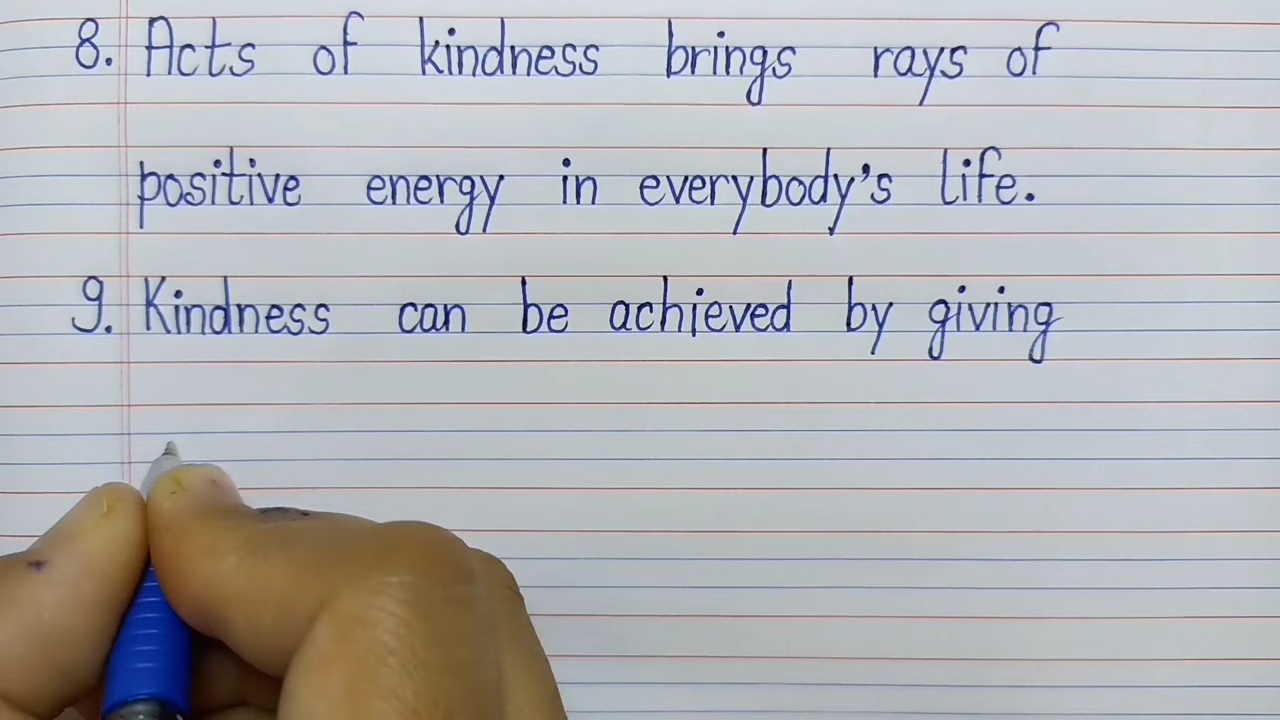 8. Acts of kindness brings rays of
positive energy in everybody's life.
9. Kindness can be achieved by giving